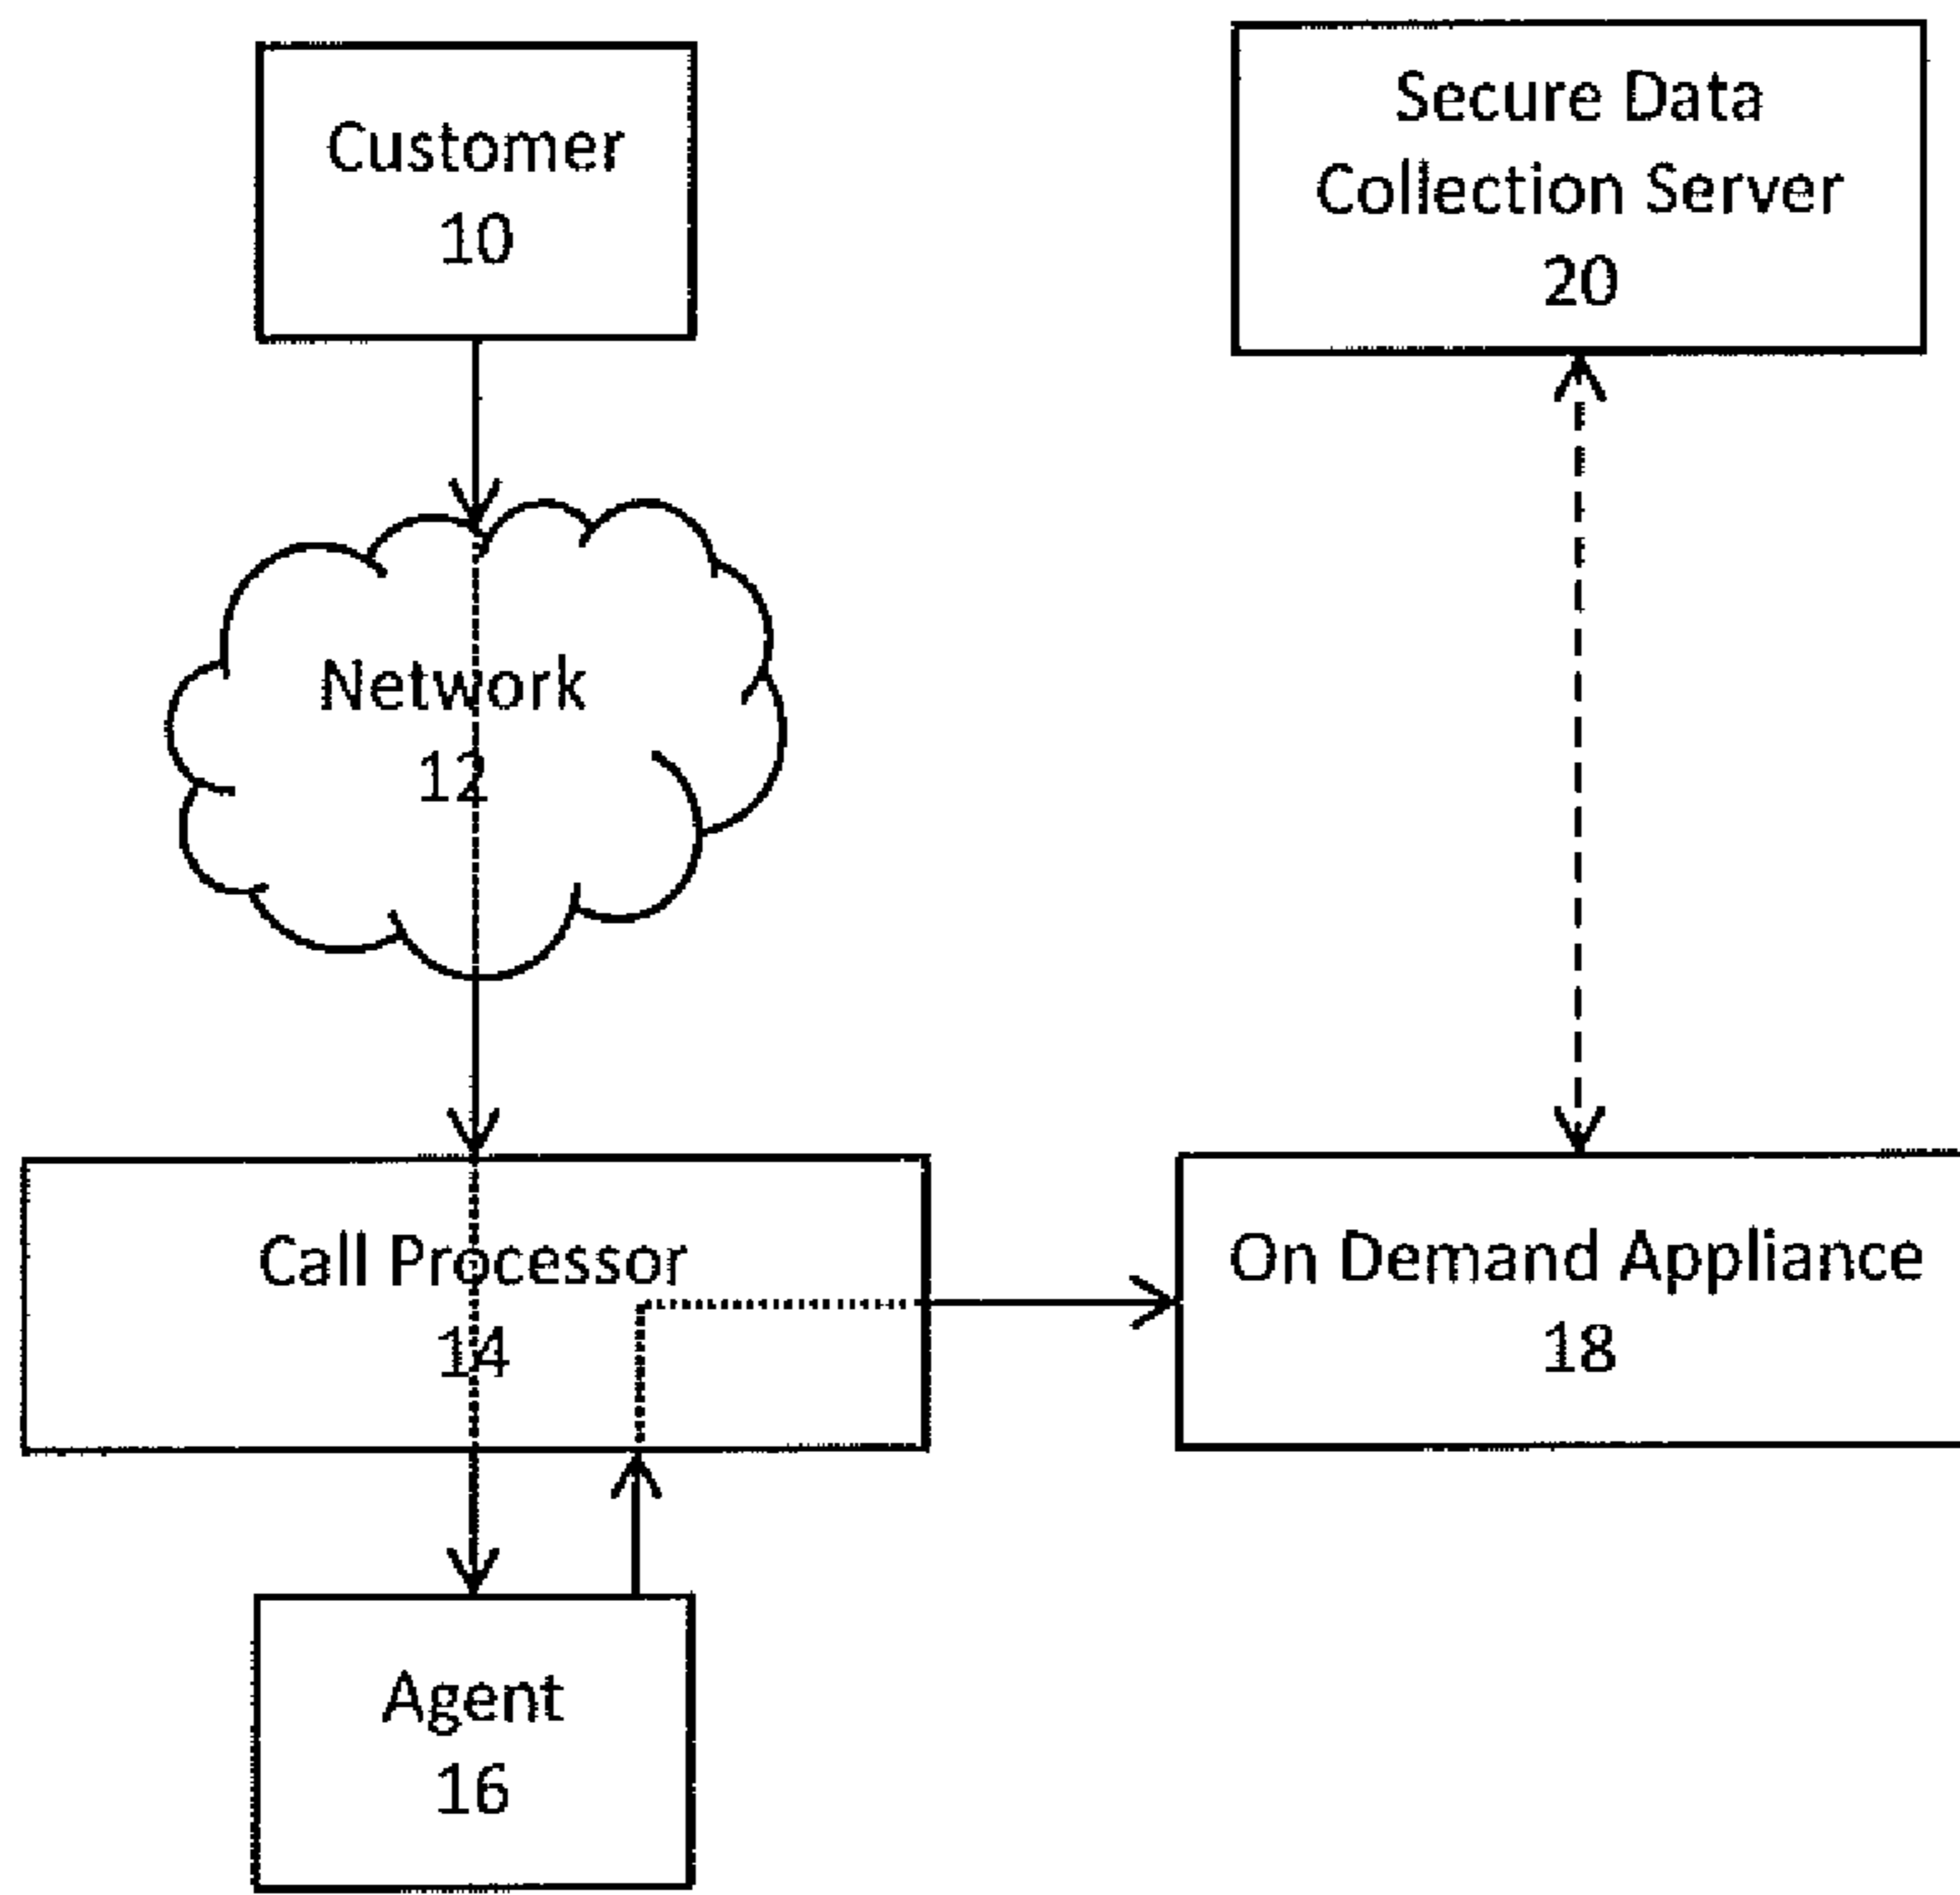 Customer
10
Secure Data
Collection Server
20
Network
12
Call Processor
14
On Demand Appliance
18
Agent
16